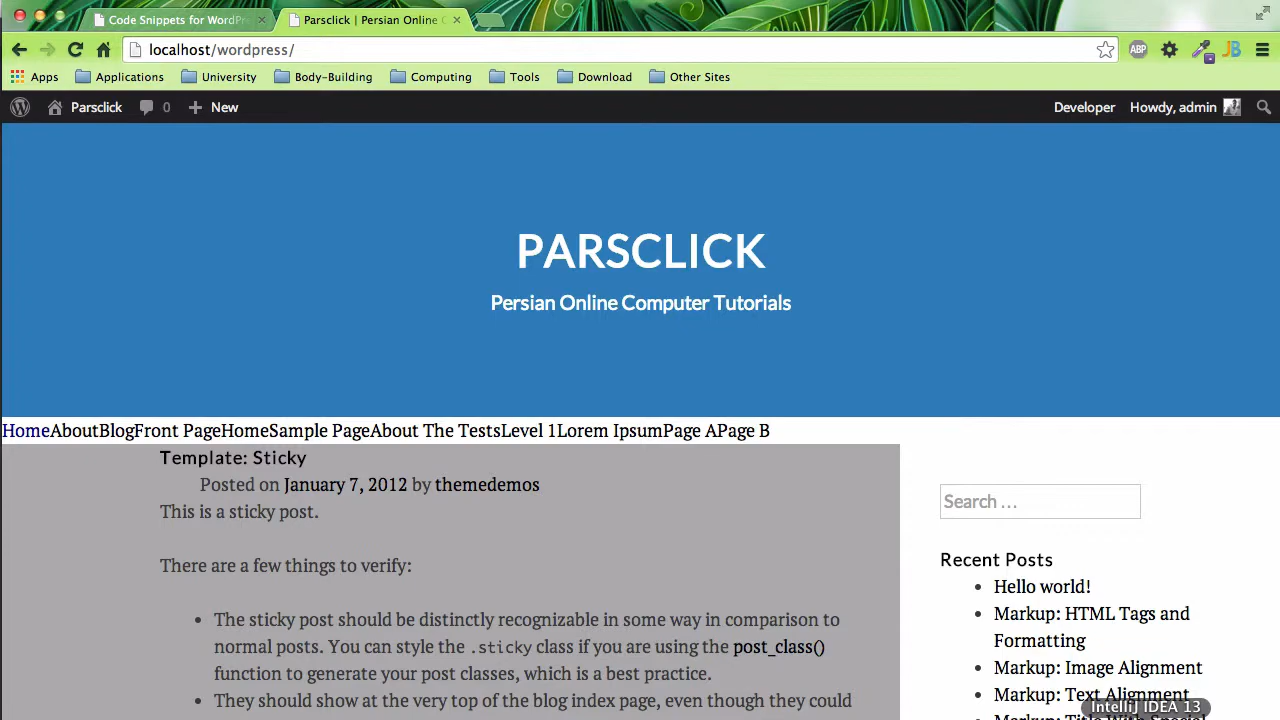 Code Snippets for WordPr
Parsclick | Persian Online C
localhost/wordpress/
ABP
JB
Apps Applications University Body-Building Computing Tools Download Other Sites
Parsclick 0 New Developer Howdy, admin
PARSCLICK
Persian Online Computer Tutorials
HomeAboutBlogFront PageHomeSample PageAbout The TestsLevel 1Lorem IpsumPage APage B
Template: Sticky
Posted on January 7, 2012 by themedemos
This is a sticky post.
There are a few things to verify:
• The sticky post should be distinctly recognizable in some way in comparison to
normal posts. You can style the .sticky class if you are using the post_class()
function to generate your post classes, which is a best practice.
• They should show at the very top of the blog index page, even though they could
Search …
Recent Posts
• Hello world!
• Markup: HTML Tags and
Formatting
• Markup: Image Alignment
• Markup: Text Alignment
• Markup: Title With Special
IntelliJ IDEA 13